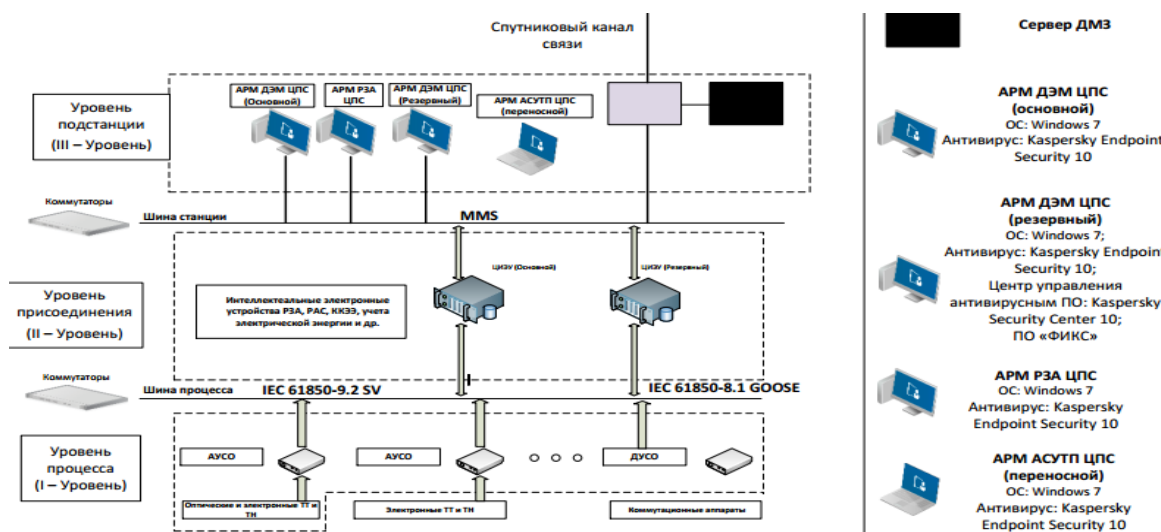 Спутниковый канал
связи
АРМ ДЭМ ЦПС
(Основной)
АРМ РЗА
ЦПС
АРМ ДЭМ ЦПС
(Резервный)
АРМ АСУТП ЦПС
(переносной)
Уровень
подстанции
(III – Уровень)
Коммутаторы
Шина станции
MMS
ЦИЗУ (Основной)
ЦИЗУ (Резервный)
Интеллектеальные электронные
устройства РЗА, РАС, ККЭЭ, учета
электрической энергии и др.
Уровень
присоединения
(II – Уровень)
Коммутаторы
Шина процесса
IEC 61850-9.2 SV
IEC 61850-8.1 GOOSE
Уровень
процесса
(I – Уровень)
АУСО
АУСО
ДУСО
Оптические и электронные ТТ и
ТН
Электронные ТТ и ТН
Коммутационные аппараты
Сервер ДМЗ
АРМ ДЭМ ЦПС
(основной)
ОС: Windows 7
Антивирус: Kaspersky Endpoint
Security 10
АРМ ДЭМ ЦПС
(резервный)
ОС: Windows 7;
Антивирус: Kaspersky Endpoint
Security 10;
Центр управления
антивирусным ПО: Kaspersky
Security Center 10;
ПО «ФИКС»
АРМ РЗА ЦПС
ОС: Windows 7
Антивирус: Kaspersky
Endpoint Security 10
АРМ АСУТП ЦПС
(переносной)
ОС: Windows 7
Антивирус: Kaspersky
Endpoint Security 10